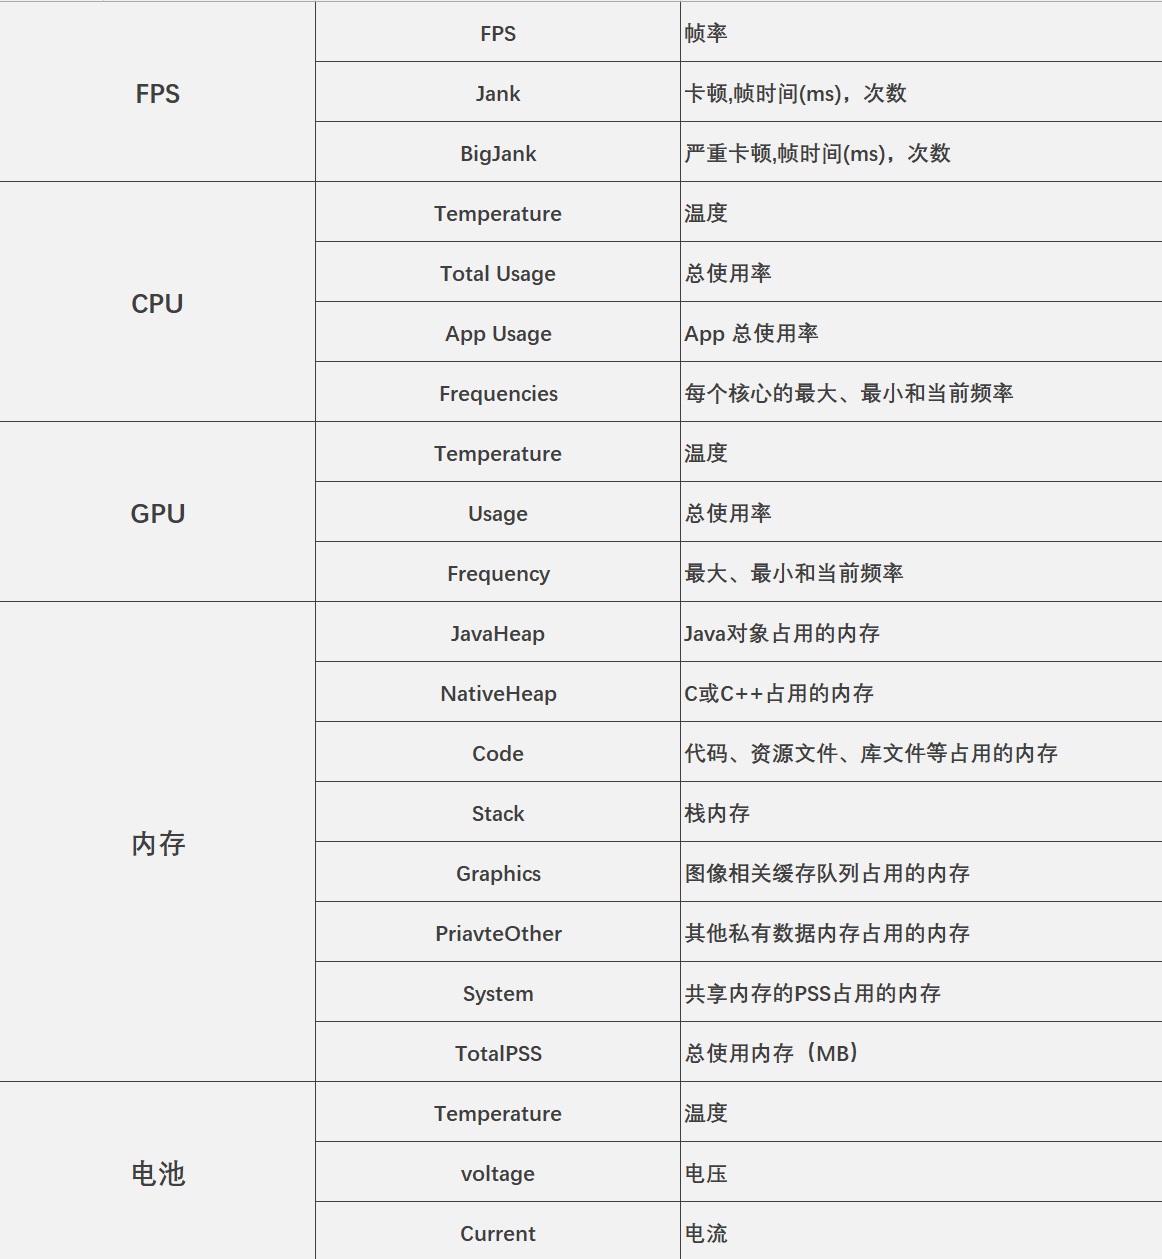 FPS
FPS 帧率
Jank 卡顿,帧时间(ms)，次数
BigJank 严重卡顿,帧时间(ms)，次数
CPU
Temperature 温度
Total Usage 总使用率
App Usage App 总使用率
Frequencies 每个核心的最大、最小和当前频率
GPU
Temperature 温度
Usage 总使用率
Frequency 最大、最小和当前频率
内存
JavaHeap Java对象占用的内存
NativeHeap C或C++占用的内存
Code 代码、资源文件、库文件等占用的内存
Stack 栈内存
Graphics 图像相关缓存队列占用的内存
PriavteOther 其他私有数据内存占用的内存
System 共享内存的PSS占用的内存
TotalPSS 总使用内存（MB）
电池
Temperature 温度
voltage 电压
Current 电流